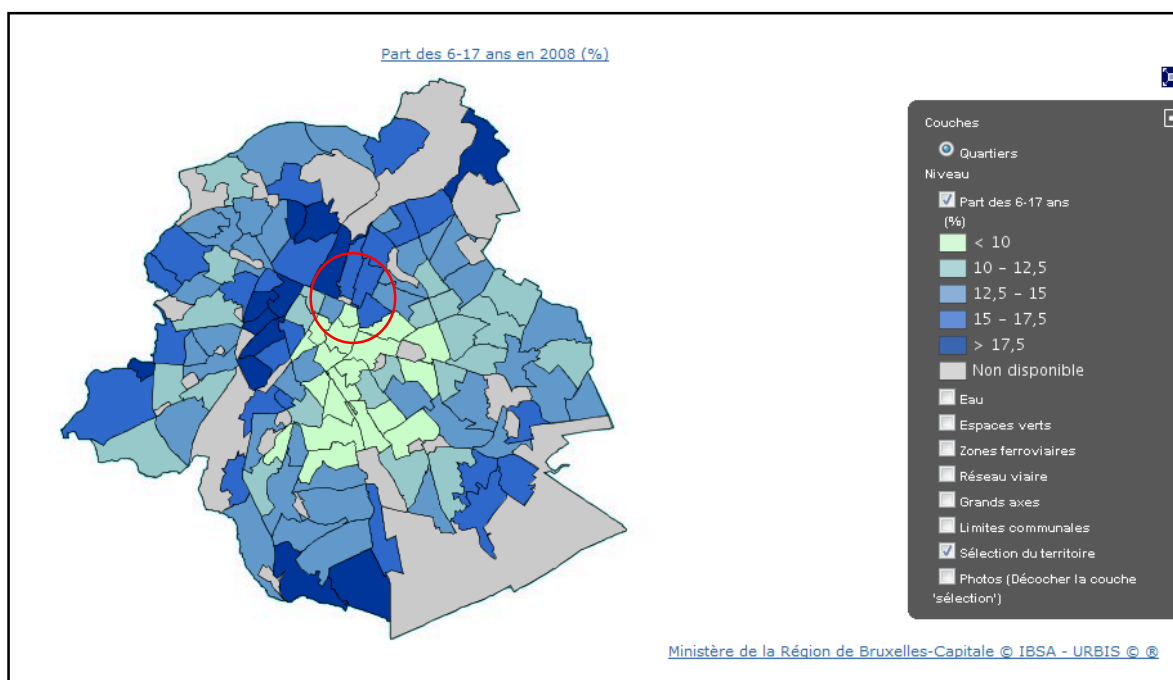 Part des 6-17 ans en 2008 (%)
Couches
Quartiers
Niveau
Part des 6-17 ans
(%)
< 10
10 – 12,5
12,5 – 15
15 – 17,5
> 17,5
Non disponible
Eau
Espaces verts
Zones ferroviaires
Réseau viaire
Grands axes
Limites communales
Sélection du territoire
Photos (Décocher la couche
'sélection')
Ministère de la Région de Bruxelles-Capitale © IBSA - URBIS © ®